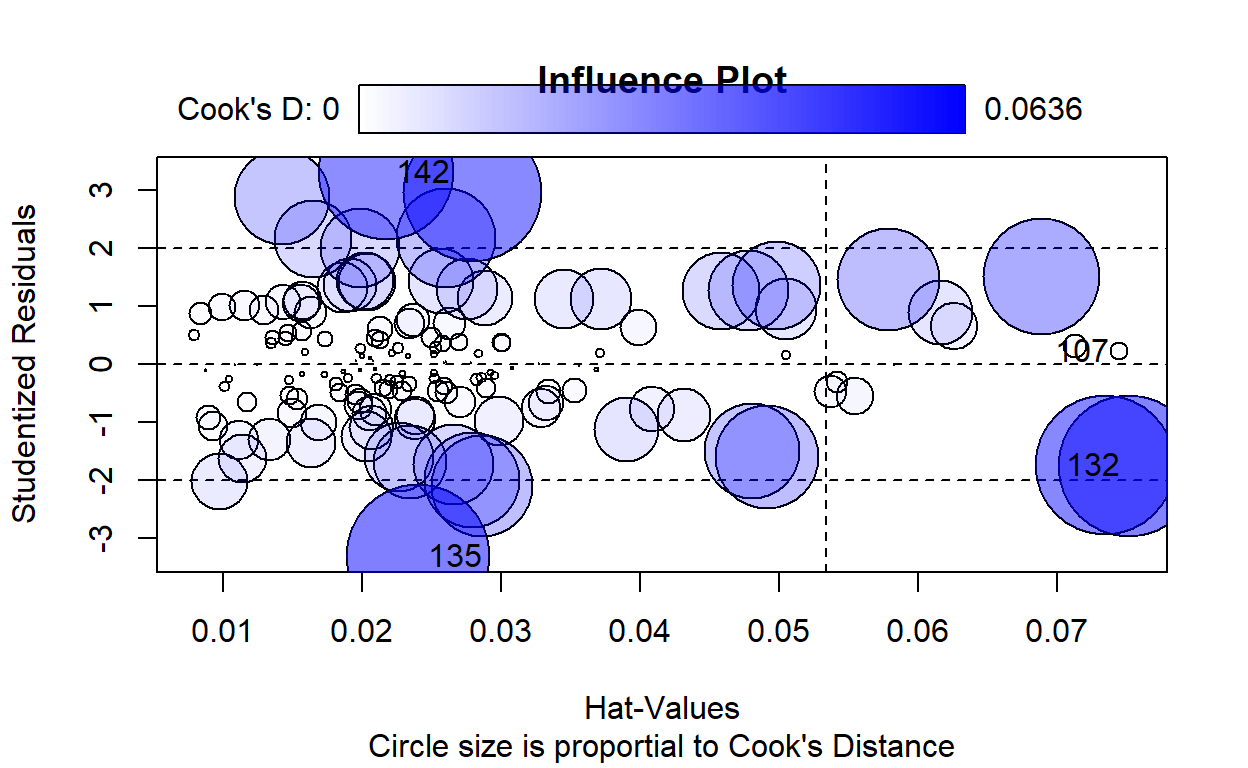 Influence Plot
Cook's D: 0 0.0636
Studentized Residuals
3
2
1
0
-1
-2
-3
142
107
132
135
0.01 0.02 0.03 0.04 0.05 0.06 0.07
Hat-Values
Circle size is proportial to Cook's Distance